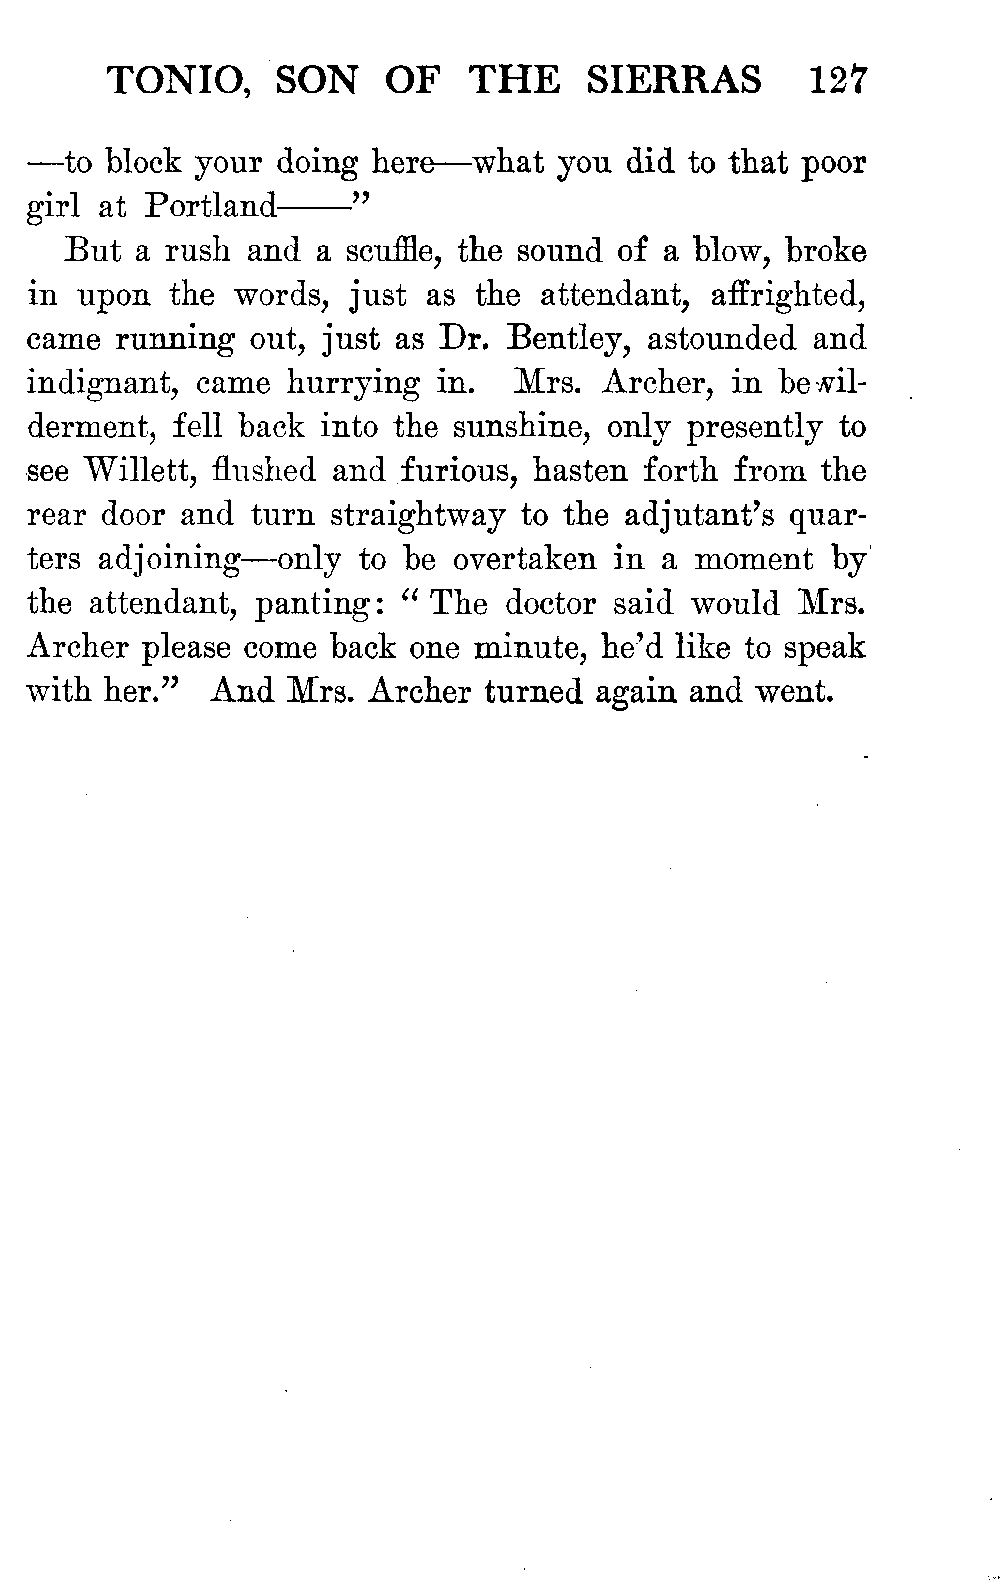 TONIO, SON OF THE SIERRAS 127
—to block your doing here—what you did to that poor
girl at Portland——”
But a rush and a scuffle, the sound of a blow, broke
in upon the words, just as the attendant, affrighted,
came running out, just as Dr. Bentley, astounded and
indignant, came hurrying in. Mrs. Archer, in bewil-
derment, fell back into the sunshine, only presently to
see Willett, flushed and furious, hasten forth from the
rear door and turn straightway to the adjutant’s quar-
ters adjoining—only to be overtaken in a moment by
the attendant, panting: “ The doctor said would Mrs.
Archer please come back one minute, he’d like to speak
with her.” And Mrs. Archer turned again and went.